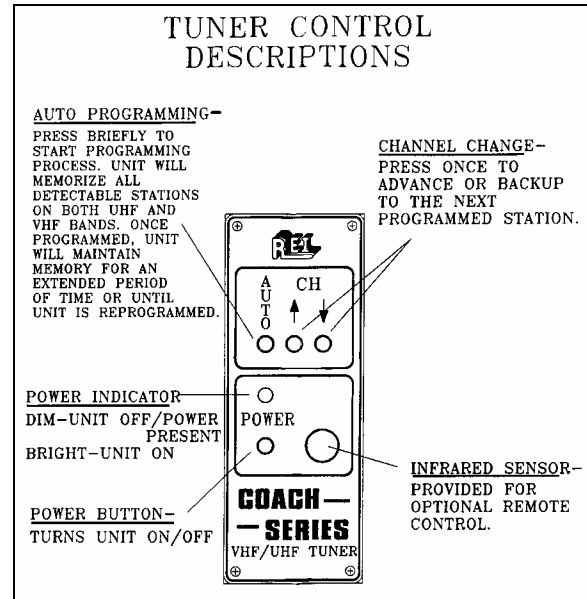 TUNER CONTROL
DESCRIPTIONS
AUTO PROGRAMMING-
PRESS BRIEFLY TO
START PROGRAMMING
PROCESS. UNIT WILL
MEMORIZE ALL
DETECTABLE STATIONS
ON BOTH UHF AND
VHF BANDS. ONCE
PROGRAMMED, UNIT
WILL MAINTAIN
MEMORY FOR AN
EXTENDED PERIOD
OF TIME OR UNTIL
UNIT IS REPROGRAMMED.
CHANNEL CHANGE-
PRESS ONCE TO
ADVANCE OR BACKUP
TO THE NEXT
PROGRAMMED STATION.
REI
AUTO
CH
POWER INDICATOR
DIM-UNIT OFF/POWER
PRESENT
BRIGHT-UNIT ON
POWER
POWER BUTTON-
TURNS UNIT ON/OFF
INFRARED SENSOR-
PROVIDED FOR
OPTIONAL REMOTE
CONTROL.
COACH-
-SERIES
VHF/UHF TUNER